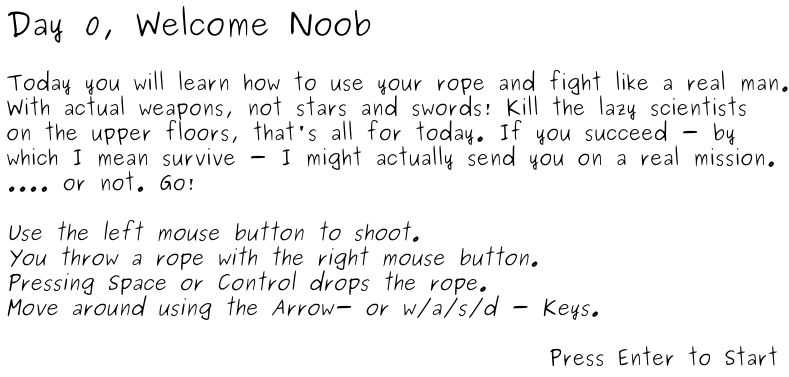 Day 0, Welcome Noob
Today you will learn how to use your rope and fight like a real man.
With actual weapons, not stars and swords! Kill the lazy scientists
on the upper floors, that's all for today. If you succeed - by
which I mean survive - I might actually send you on a real mission.
.... or not. Go!
Use the left mouse button to shoot.
You throw a rope with the right mouse button.
Pressing Space or Control drops the rope.
Move around using the Arrow- or w/a/s/d - Keys.
Press Enter to Start